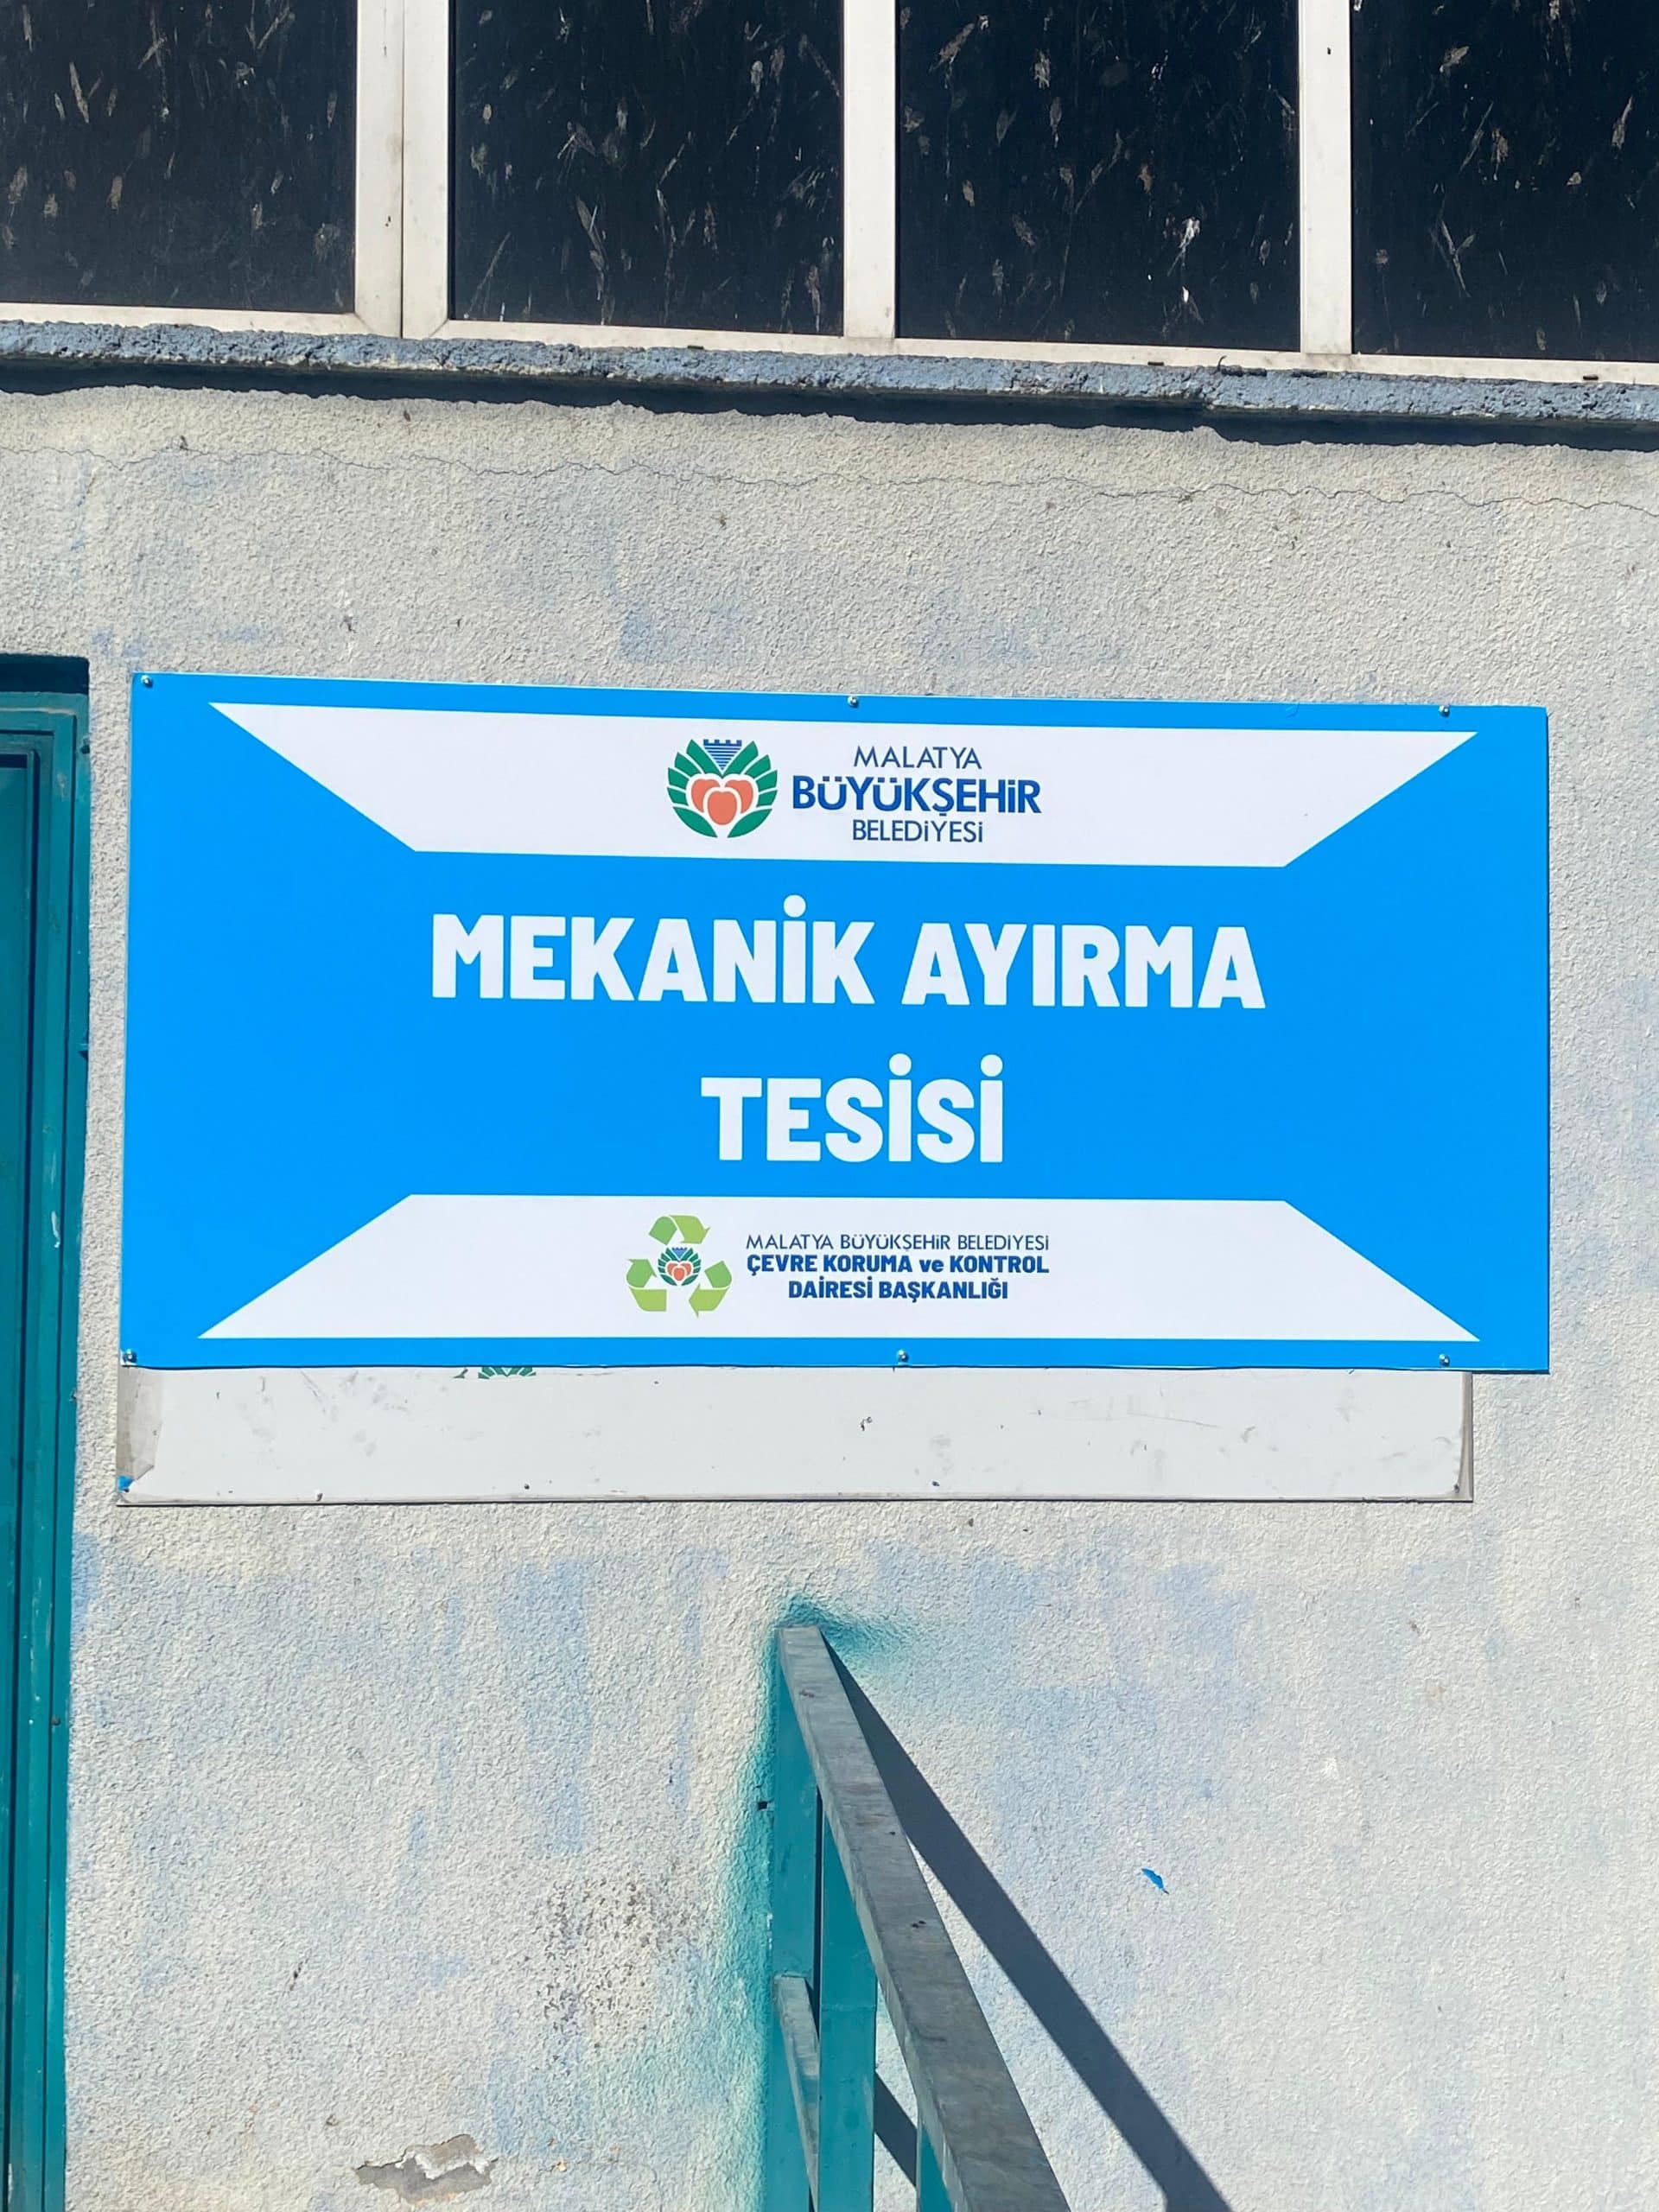 MALATYA
BÜYÜKŞEHİR
BELEDİYESİ
MEKANİK AYIRMA
TESİSİ
MALATYA BÜYÜKŞEHİR BELEDİYESİ
ÇEVRE KORUMA ve KONTROL
DAİRESİ BAŞKANLIĞI